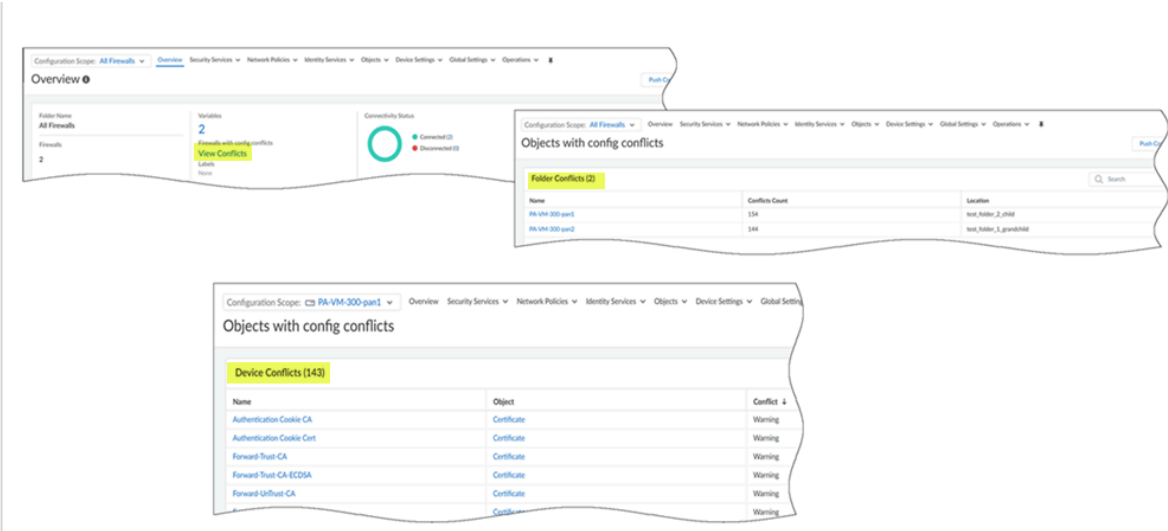 Configuration Scope: All Firewalls Overview Security Services Network Policies Identity Services Objects Device Settings Global Settings Operations
Overview
Push Co
Folder Name Variables Connectivity Status
All Firewalls 2
Connected (2)
Firewalls Firewalls with config conflicts
Disconnected (0)
2 View Conflicts
Labels
None
Configuration Scope: All Firewalls Overview Security Services Network Policies Identity Services Objects Device Settings Global Settings Operations
Objects with config conflicts
Push Co
Folder Conflicts (2) Search
Name Conflicts Count Location
PA-VM-300-pan1 154 test_folder_2_child
PA-VM-300-pan2 144 test_folder_1_grandchild
Configuration Scope: PA-VM-300-pan1 Overview Security Services Network Policies Identity Services Objects Device Settings Global Setting
Objects with config conflicts
Device Conflicts (143)
Name Object Conflict ↓
Authentication Cookie CA Certificate Warning
Authentication Cookie Cert Certificate Warning
Forward-Trust-CA Certificate Warning
Forward-Trust-CA-ECDSA Certificate Warning
Forward-UnTrust-CA Certificate Warning
Certificate Warning